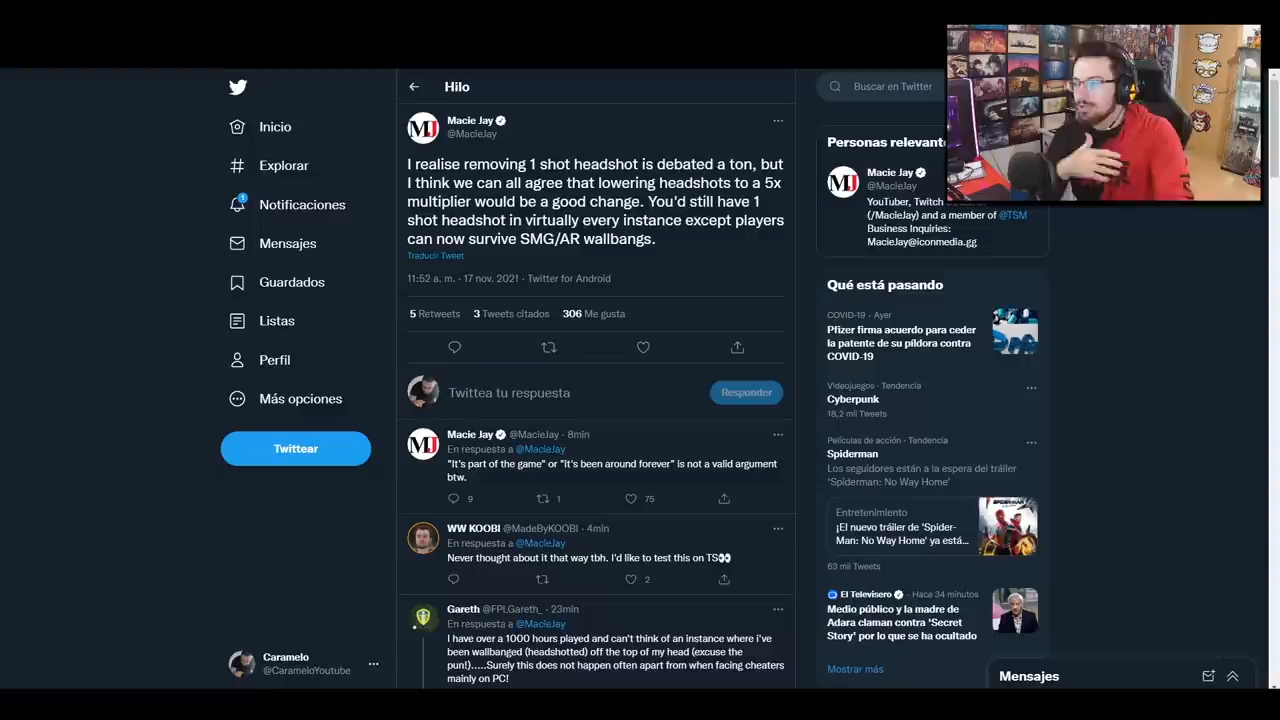 Hilo
Buscar en Twitter
Inicio
Explorar
1
Notificaciones
Mensajes
Guardados
Listas
Perfil
Más opciones
Twittear
Caramelo
@CarameloYoutube
MJ
Macie Jay
@MacieJay
I realise removing 1 shot headshot is debated a ton, but
I think we can all agree that lowering headshots to a 5x
multiplier would be a good change. You'd still have 1
shot headshot in virtually every instance except players
can now survive SMG/AR wallbangs.
Traducir Tweet
11:52 a. m. · 17 nov. 2021 · Twitter for Android
5 Retweets 3 Tweets citados 306 Me gusta
Twittea tu respuesta
Responder
MJ
Macie Jay @MacieJay · 8min
En respuesta a @MacieJay
"It's part of the game" or "it's been around forever" is not a valid argument
btw.
9 1 75
WW KOOBI @MadeByKOOBI · 4min
En respuesta a @MacieJay
Never thought about it that way tbh. I'd like to test this on TS👀
2
Gareth @FPLGareth_ · 23min
En respuesta a @MacieJay
I have over a 1000 hours played and can't think of an instance where i've
been wallbanged (headshotted) off the top of my head (excuse the
pun!).....Surely this does not happen often apart from when facing cheaters
mainly on PC!
Personas relevant
MJ
Macie Jay
@MacieJay
YouTuber, Twitch
(/MacieJay) and a member of @TSM
Business Inquiries:
MacieJay@iconmedia.gg
Qué está pasando
COVID-19 · Ayer
Pfizer firma acuerdo para ceder
la patente de su píldora contra
COVID-19
Videojuegos · Tendencia
Cyberpunk
18,2 mil Tweets
Películas de acción · Tendencia
Spiderman
Los seguidores están a la espera del tráiler
'Spiderman: No Way Home'
Entretenimiento
¡El nuevo tráiler de 'Spider-
Man: No Way Home' ya está...
63 mil Tweets
El Televisero · Hace 34 minutos
Medio público y la madre de
Adara claman contra 'Secret
Story' por lo que se ha ocultado
Mostrar más
Mensajes